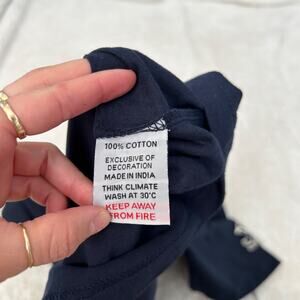 100% COTTON
EXCLUSIVE OF
DECORATION
MADE IN INDIA
THINK CLIMATE
WASH AT 30°C
KEEP AWAY
FROM FIRE